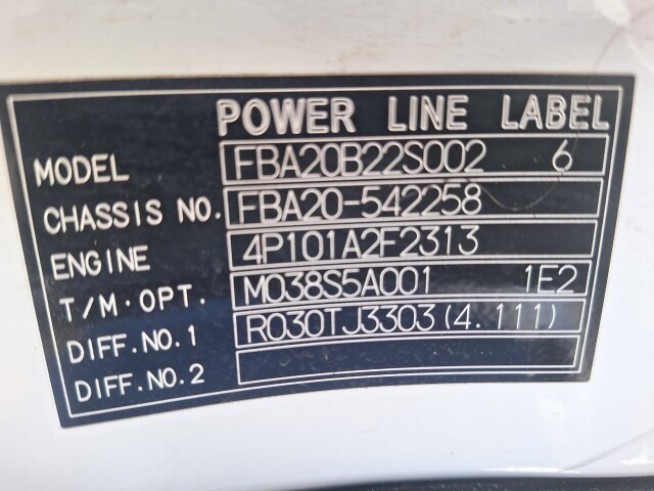 POWER LINE LABEL
MODEL FBA20B22S002 6
CHASSIS NO. FBA20-542258
ENGINE 4P101A2F2313
T/M·OPT. M038S5A001 1E2
DIFF.NO.1 R030TJ3303(4.111)
DIFF.NO.2